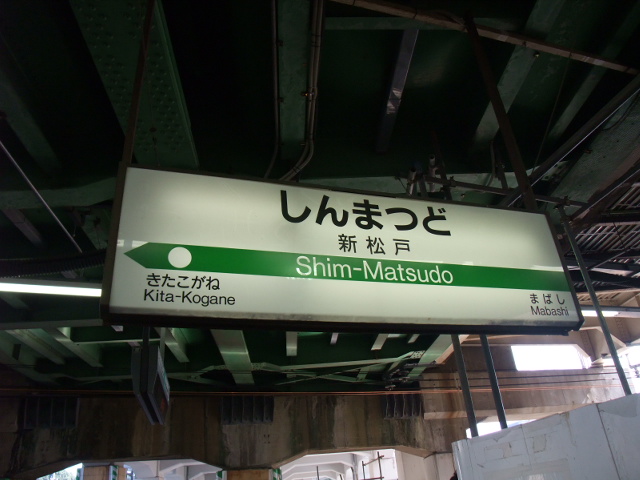 しんまつど
新松戸
Shim-Matsudo
きたこがね
Kita-Kogane
まばし
Mabashi